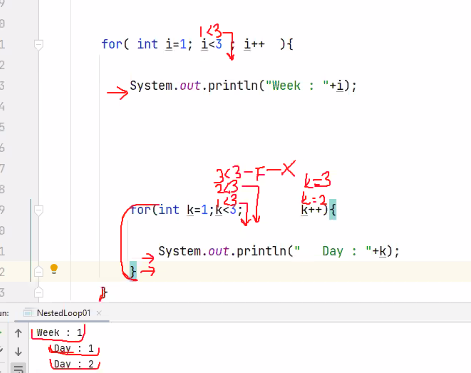 1<3
for( int i=1; i<3 ; i++ ){
System.out.println("Week : "+i);
3<3-F-X
2<3
1<3
k=3
k=2
for(int k=1;k<3; k++){
System.out.println("   Day : "+k);
}
}
un: NestedLoop01 ×
Week : 1
Day : 1
Day : 2